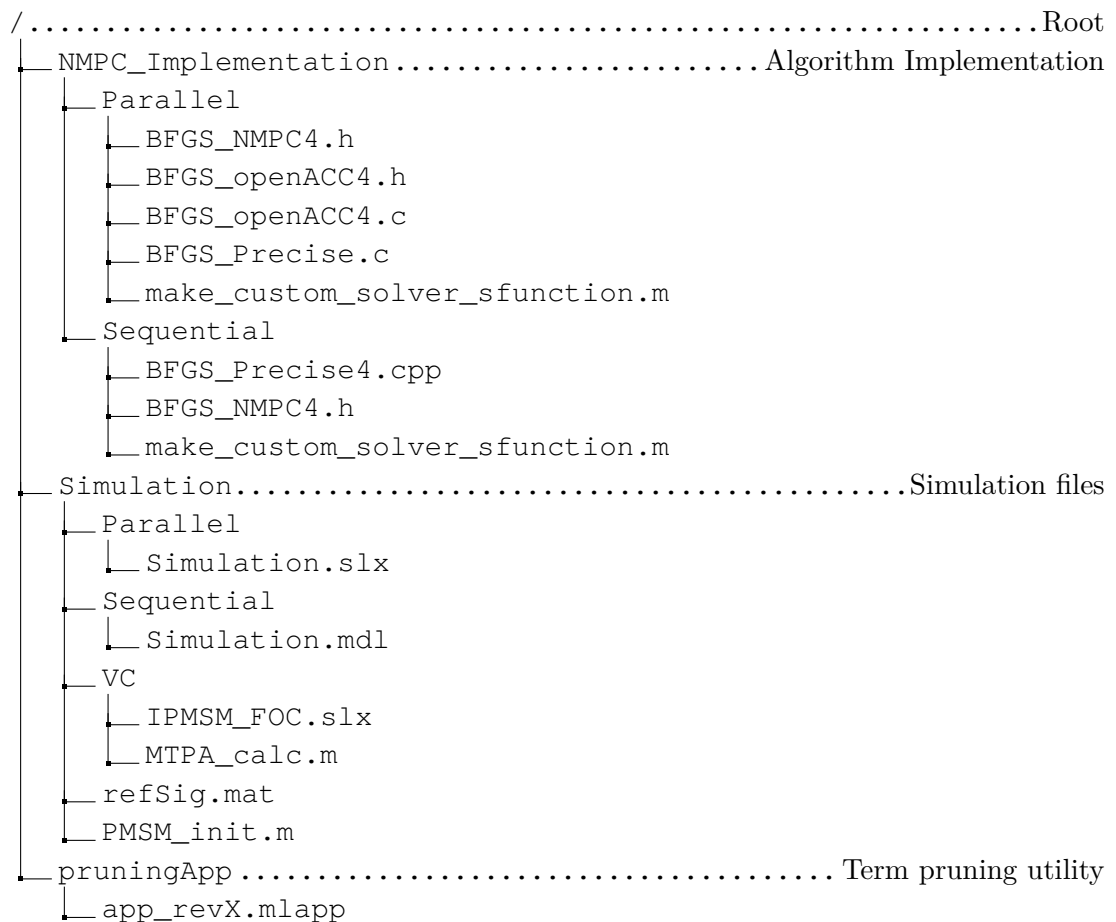 / Root
NMPC_Implementation Algorithm Implementation
Parallel
BFGS_NMPC4.h
BFGS_openACC4.h
BFGS_openACC4.c
BFGS_Precise.c
make_custom_solver_sfunction.m
Sequential
BFGS_Precise4.cpp
BFGS_NMPC4.h
make_custom_solver_sfunction.m
Simulation Simulation files
Parallel
Simulation.slx
Sequential
Simulation.mdl
VC
IPMSM_FOC.slx
MTPA_calc.m
refSig.mat
PMSM_init.m
pruningApp Term pruning utility
app_revX.mlapp